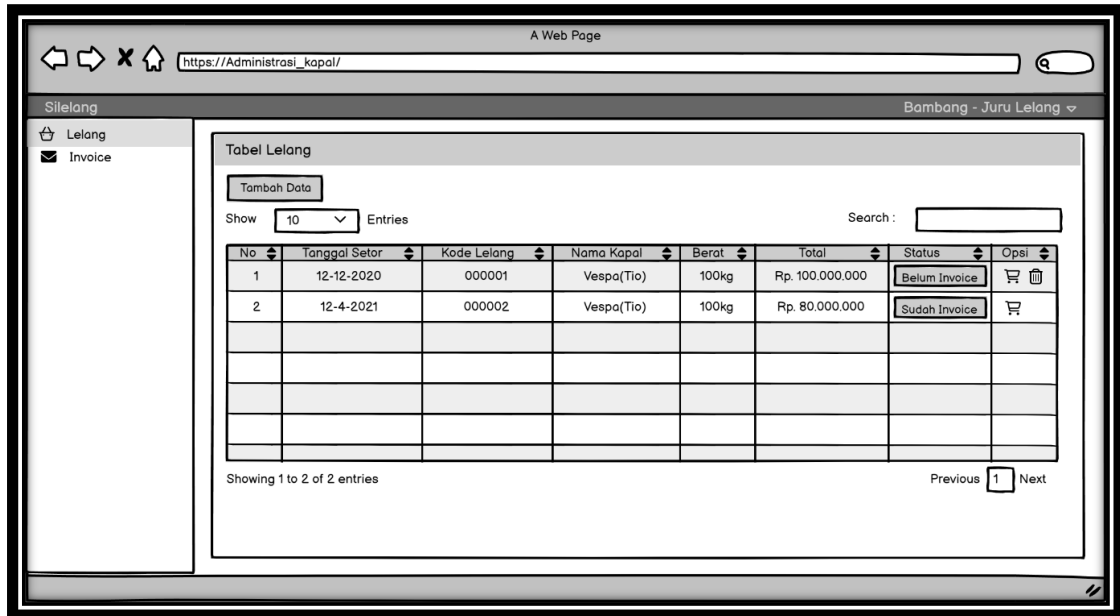 A Web Page
https://Administrasi_kapal/
Silelang
Bambang - Juru Lelang
Lelang
Invoice
Tabel Lelang
Tambah Data
Show 10 Entries
Search :
No Tanggal Setor Kode Lelang Nama Kapal Berat Total Status Opsi
1 12-12-2020 000001 Vespa(Tio) 100kg Rp. 100.000.000 Belum Invoice
2 12-4-2021 000002 Vespa(Tio) 100kg Rp. 80.000.000 Sudah Invoice
Showing 1 to 2 of 2 entries
Previous 1 Next